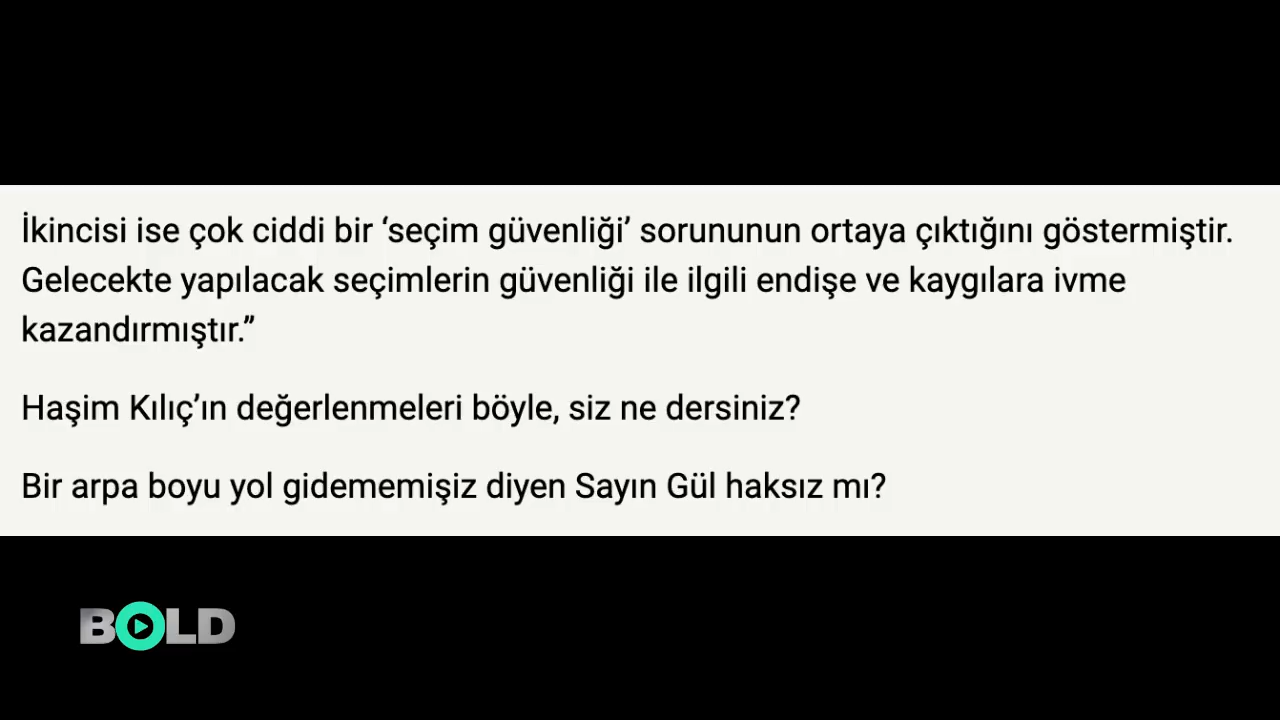 İkincisi ise çok ciddi bir ‘seçim güvenliği’ sorununun ortaya çıktığını göstermiştir.
Gelecekte yapılacak seçimlerin güvenliği ile ilgili endişe ve kaygılara ivme
kazandırmıştır.”
Haşim Kılıç’ın değerlenmeleri böyle, siz ne dersiniz?
Bir arpa boyu yol gidememişiz diyen Sayın Gül haksız mı?
BOLD